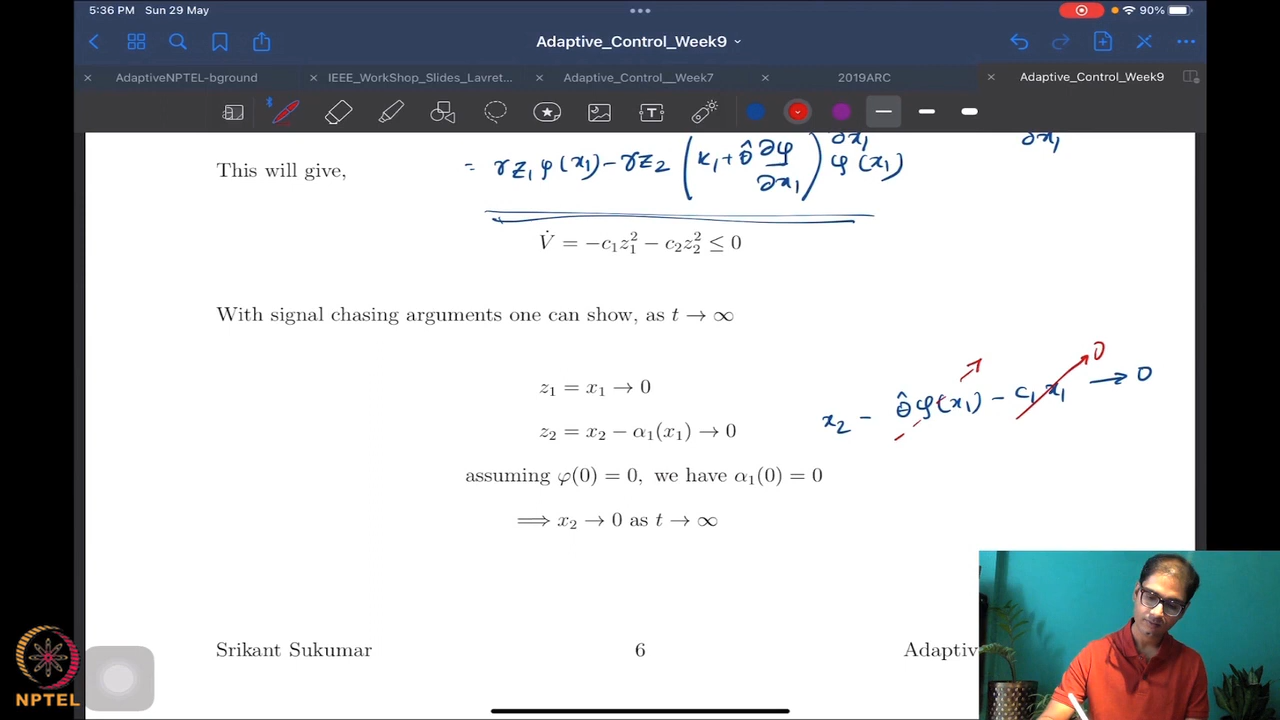 5:36 PM Sun 29 May
90%
Adaptive_Control_Week9
AdaptiveNPTEL-bground
IEEE_WorkShop_Slides_Lavret...
Adaptive_Control__Week7
2019ARC
Adaptive_Control_Week9
∂x₁ ∂x₁
This will give,
= γz₁φ(x₁) − γz₂ (k₁ + θ̂ ∂φ/∂x₁) φ(x₁)
V̇ = −c₁z₁² − c₂z₂² ≤ 0
With signal chasing arguments one can show, as t → ∞
z₁ = x₁ → 0
x₂ − θ̂φ(x₁) − c₁x₁ → 0
0
z₂ = x₂ − α₁(x₁) → 0
assuming φ(0) = 0, we have α₁(0) = 0
⟹ x₂ → 0 as t → ∞
Srikant Sukumar
6
Adaptiv
NPTEL